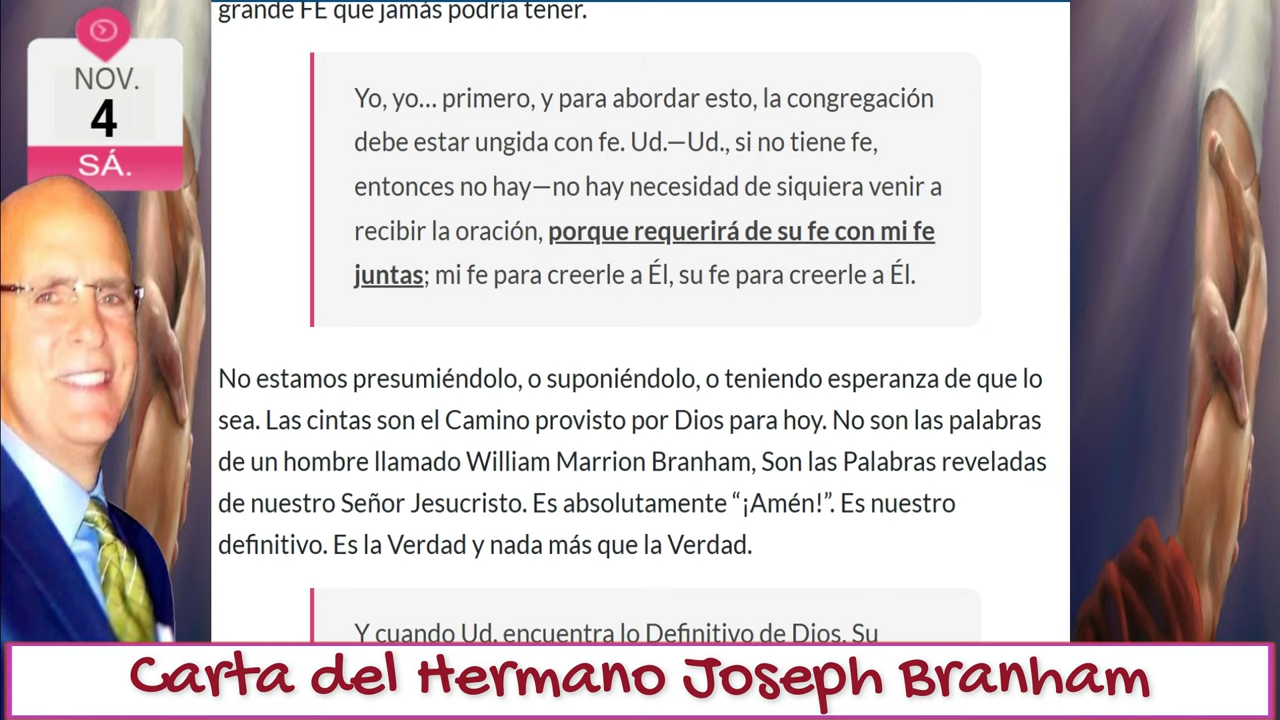 grande FE que jamás podría tener.
NOV.
4
SÁ.
Yo, yo... primero, y para abordar esto, la congregación
debe estar ungida con fe. Ud.—Ud., si no tiene fe,
entonces no hay—no hay necesidad de siquiera venir a
recibir la oración, porque requerirá de su fe con mi fe
juntas; mi fe para creerle a Él, su fe para creerle a Él.
No estamos presumiéndolo, o suponiéndolo, o teniendo esperanza de que lo
sea. Las cintas son el Camino provisto por Dios para hoy. No son las palabras
de un hombre llamado William Marrion Branham, Son las Palabras reveladas
de nuestro Señor Jesucristo. Es absolutamente “¡Amén!”. Es nuestro
definitivo. Es la Verdad y nada más que la Verdad.
Y cuando Ud. encuentra lo Definitivo de Dios, Su
Carta del Hermano Joseph Branham